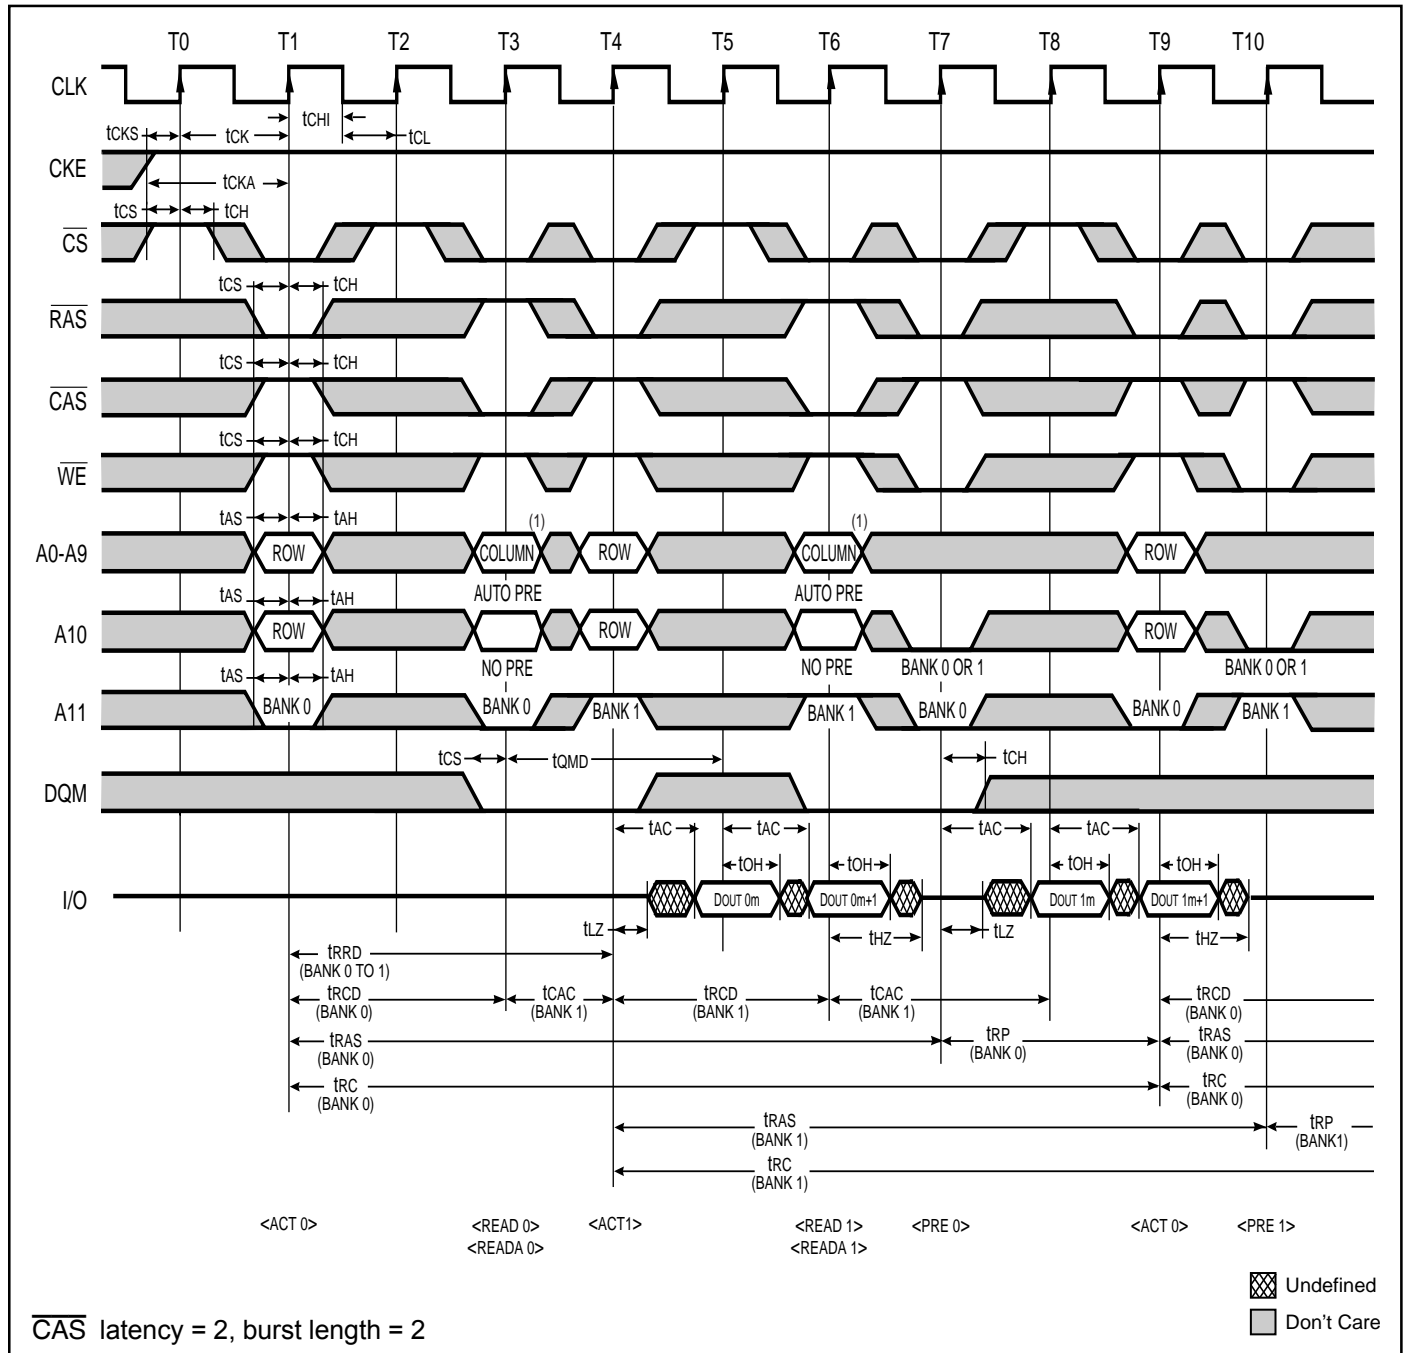 T0 T1 T2 T3 T4 T5 T6 T7 T8 T9 T10
CLK
tCHI
tCKS tCK tCL
CKE
tCKA
tCS tCH
CS
tCS tCH
RAS
tCS tCH
CAS
tCS tCH
WE
tAS tAH (1) (1)
A0-A9 ROW COLUMN ROW COLUMN ROW
tAS tAH AUTO PRE AUTO PRE
A10 ROW ROW ROW
NO PRE NO PRE BANK 0 OR 1 BANK 0 OR 1
tAS tAH
A11 BANK 0 BANK 0 BANK 1 BANK 1 BANK 0 BANK 0 BANK 1
tCS tQMD tCH
DQM
tAC tAC tAC tAC
tOH tOH tOH tOH
I/O DOUT 0m DOUT 0m+1 DOUT 1m DOUT 1m+1
tLZ tHZ tLZ tHZ
tRRD
(BANK 0 TO 1)
tRCD tCAC tRCD tCAC tRCD
(BANK 0) (BANK 1) (BANK 1) (BANK 1) (BANK 0)
tRAS tRP tRAS
(BANK 0) (BANK 0) (BANK 0)
tRC tRC
(BANK 0) (BANK 0)
tRAS tRP
(BANK 1) (BANK1)
tRC
(BANK 1)
<ACT 0> <READ 0> <ACT1> <READ 1> <PRE 0> <ACT 0> <PRE 1>
<READA 0> <READA 1>
Undefined
Don't Care
CAS latency = 2, burst length = 2